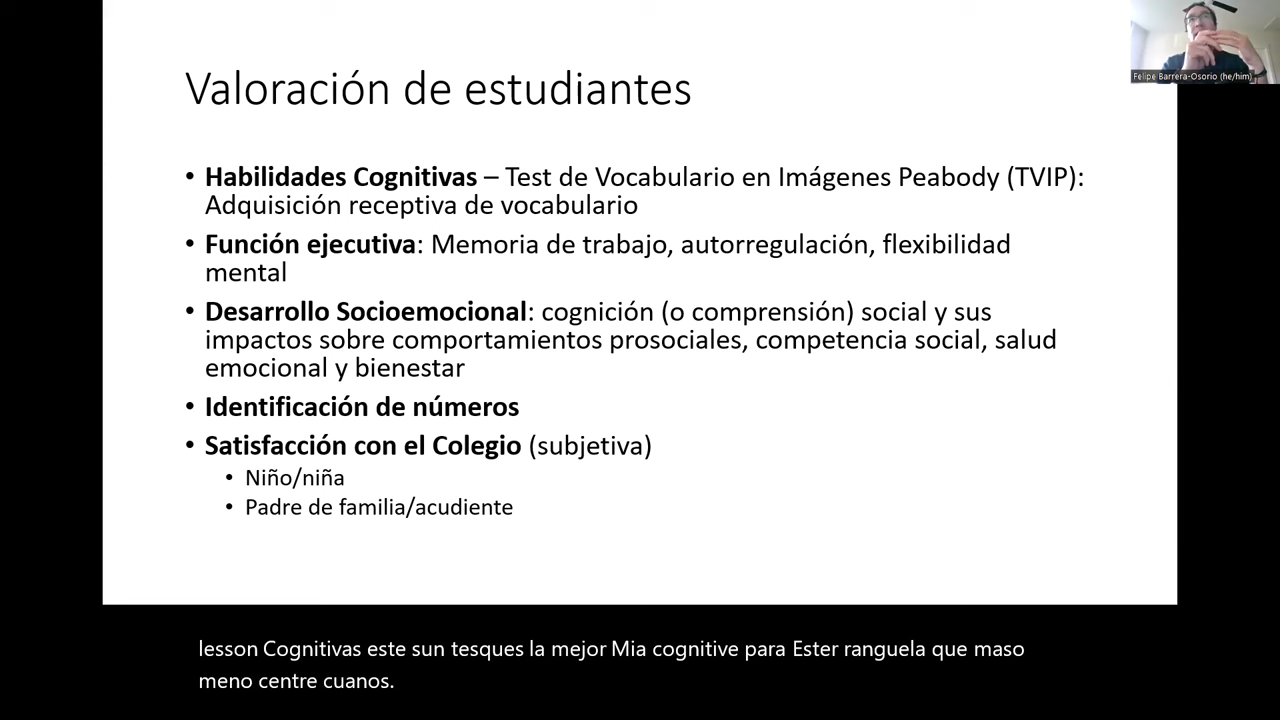 Valoración de estudiantes
Felipe Barrera-Osorio (he/him)
• Habilidades Cognitivas – Test de Vocabulario en Imágenes Peabody (TVIP):
Adquisición receptiva de vocabulario
• Función ejecutiva: Memoria de trabajo, autorregulación, flexibilidad
mental
• Desarrollo Socioemocional: cognición (o comprensión) social y sus
impactos sobre comportamientos prosociales, competencia social, salud
emocional y bienestar
• Identificación de números
• Satisfacción con el Colegio (subjetiva)
• Niño/niña
• Padre de familia/acudiente
lesson Cognitivas este sun tesques la mejor Mia cognitive para Ester ranguela que maso
meno centre cuanos.